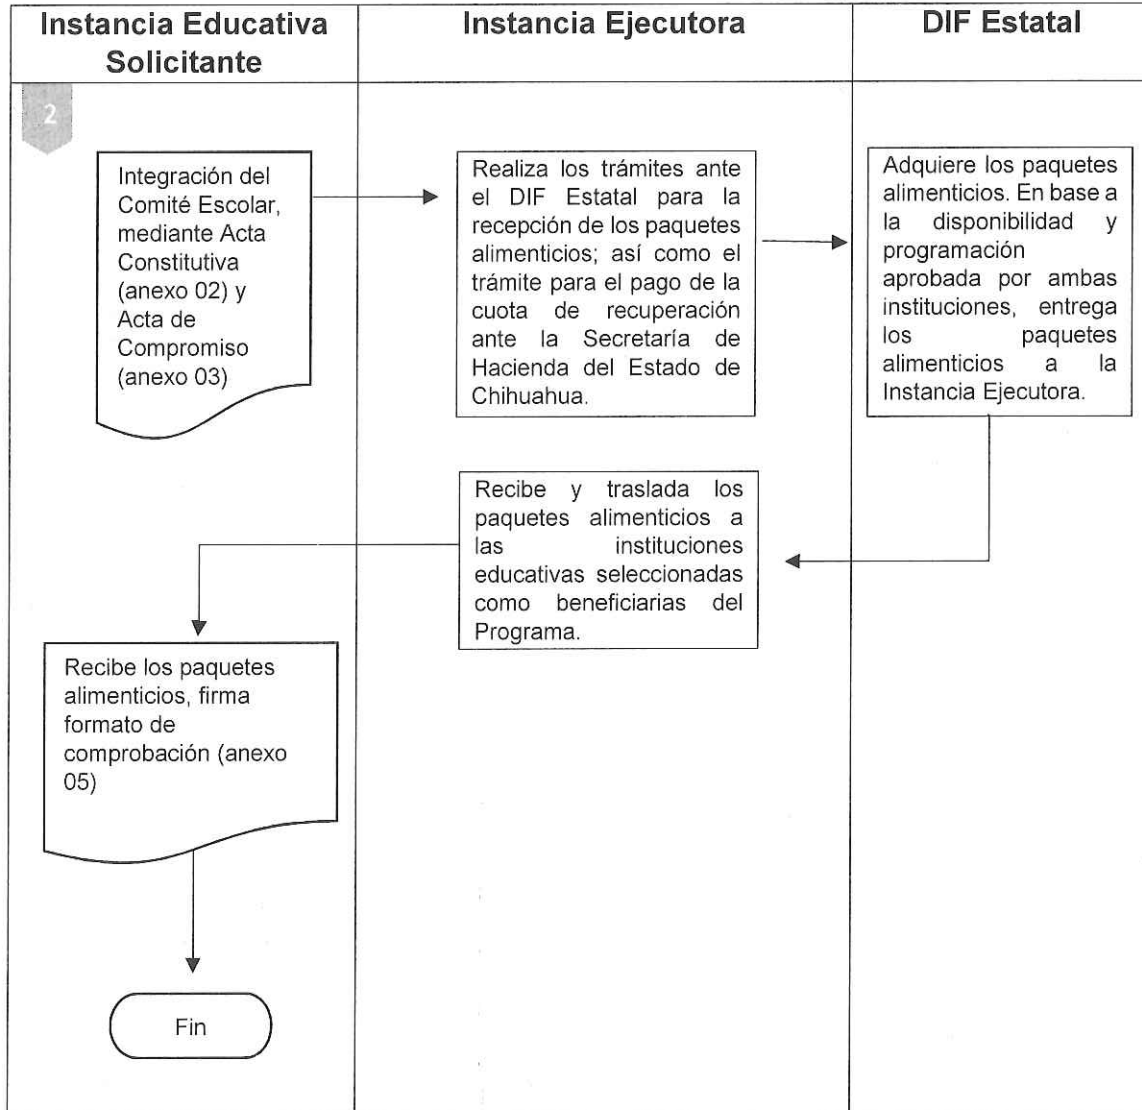 Instancia Educativa
Solicitante
Instancia Ejecutora
DIF Estatal
2
Integración del
Comité Escolar,
mediante Acta
Constitutiva
(anexo 02) y
Acta de
Compromiso
(anexo 03)
Realiza los trámites ante
el DIF Estatal para la
recepción de los paquetes
alimenticios; así como el
trámite para el pago de la
cuota de recuperación
ante la Secretaría de
Hacienda del Estado de
Chihuahua.
Adquiere los paquetes
alimenticios. En base a
la disponibilidad y
programación
aprobada por ambas
instituciones, entrega
los paquetes
alimenticios a la
Instancia Ejecutora.
Recibe y traslada los
paquetes alimenticios a
las instituciones
educativas seleccionadas
como beneficiarias del
Programa.
Recibe los paquetes
alimenticios, firma
formato de
comprobación (anexo
05)
Fin